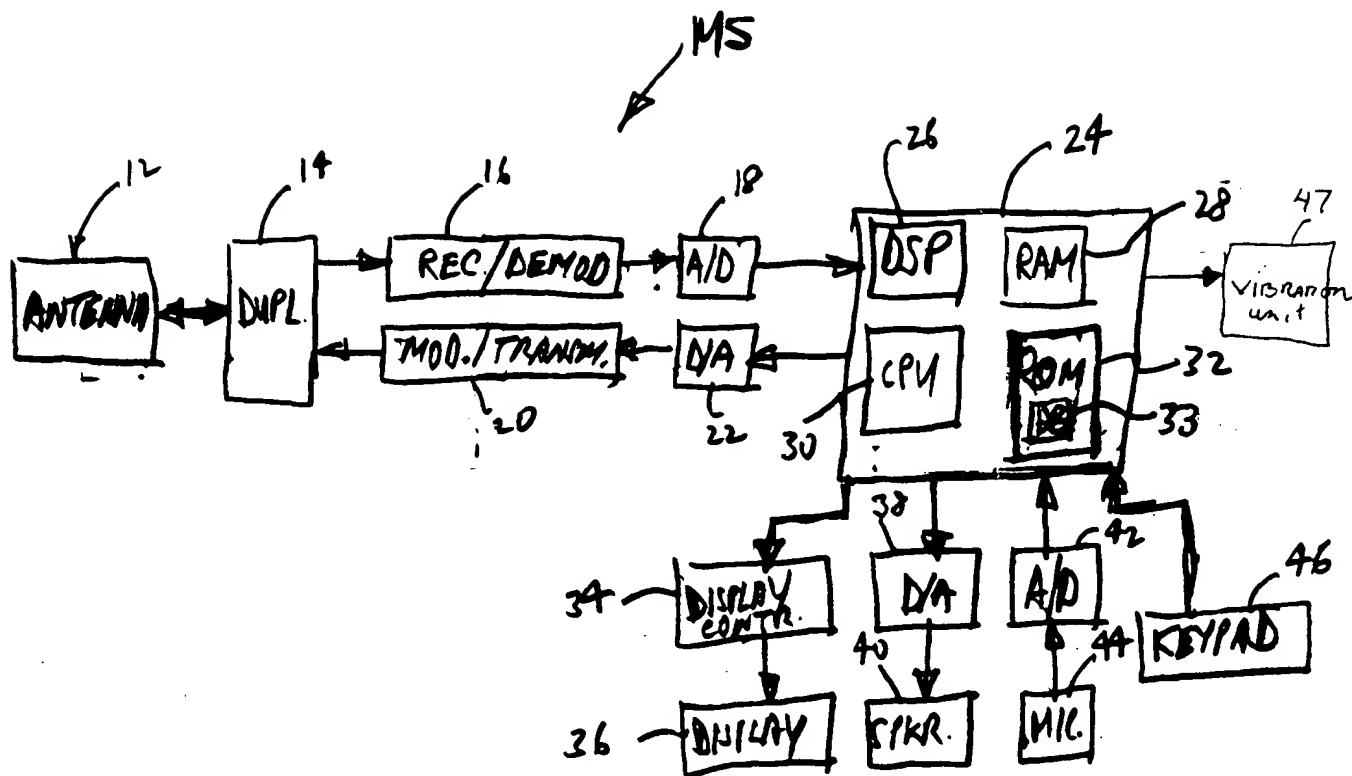 MS
12
14
16
18
26
24
28
47
ANTENNA
DUPL.
REC./DEMOD
A/D
DSP
RAM
VIBRATION
unit
MOD./TRANSM.
D/A
CPU
ROM
32
33
20
22
30
38
42
46
34
DISPLAY
CONTR.
D/A
A/D
KEYPAD
40
44
36
DISPLAY
SPKR.
MIC.